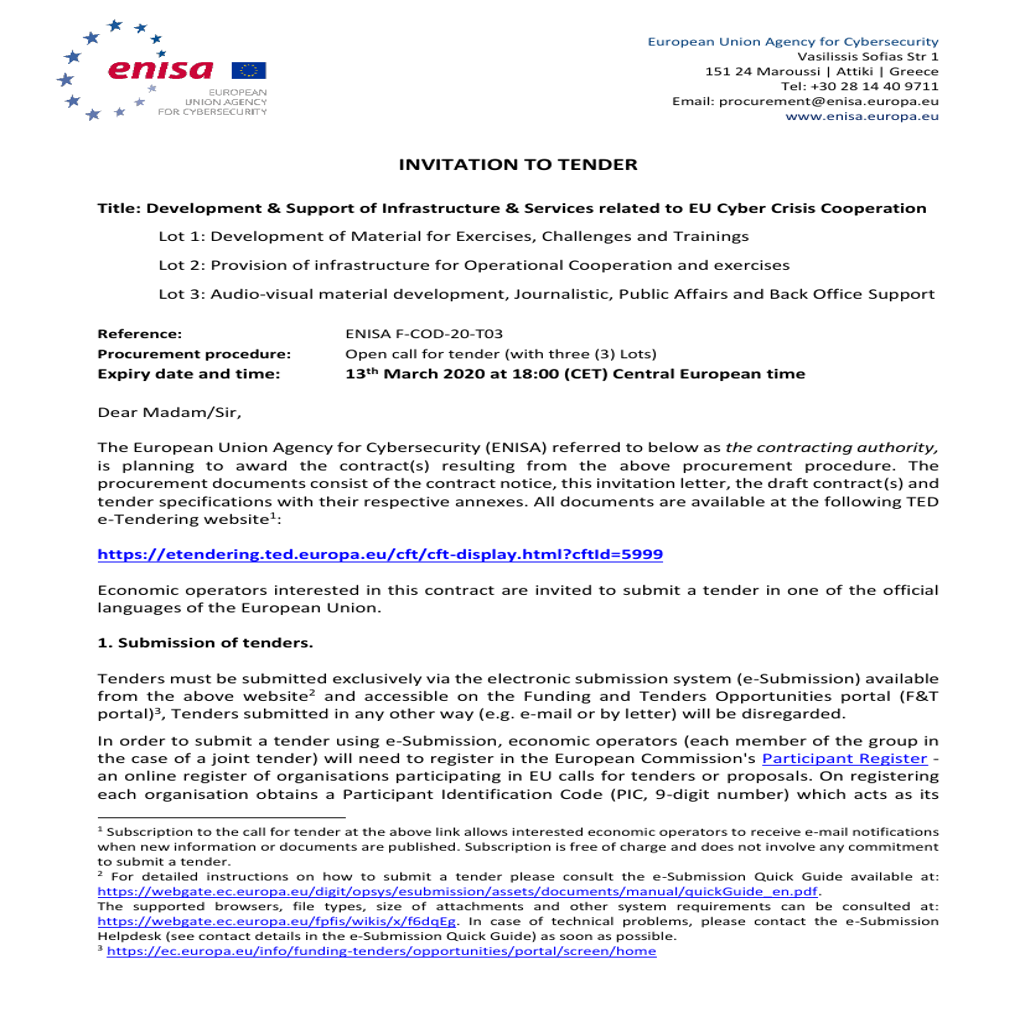 enisa
EUROPEAN
UNION AGENCY
FOR CYBERSECURITY
European Union Agency for Cybersecurity
Vasilissis Sofias Str 1
151 24 Maroussi | Attiki | Greece
Tel: +30 28 14 40 9711
Email: procurement@enisa.europa.eu
www.enisa.europa.eu
INVITATION TO TENDER
Title: Development & Support of Infrastructure & Services related to EU Cyber Crisis Cooperation
Lot 1: Development of Material for Exercises, Challenges and Trainings
Lot 2: Provision of infrastructure for Operational Cooperation and exercises
Lot 3: Audio-visual material development, Journalistic, Public Affairs and Back Office Support
Reference: ENISA F-COD-20-T03
Procurement procedure: Open call for tender (with three (3) Lots)
Expiry date and time: 13th March 2020 at 18:00 (CET) Central European time
Dear Madam/Sir,
The European Union Agency for Cybersecurity (ENISA) referred to below as the contracting authority,
is planning to award the contract(s) resulting from the above procurement procedure. The
procurement documents consist of the contract notice, this invitation letter, the draft contract(s) and
tender specifications with their respective annexes. All documents are available at the following TED
e-Tendering website1:
https://etendering.ted.europa.eu/cft/cft-display.html?cftId=5999
Economic operators interested in this contract are invited to submit a tender in one of the official
languages of the European Union.
1. Submission of tenders.
Tenders must be submitted exclusively via the electronic submission system (e-Submission) available
from the above website2 and accessible on the Funding and Tenders Opportunities portal (F&T
portal)3, Tenders submitted in any other way (e.g. e-mail or by letter) will be disregarded.
In order to submit a tender using e-Submission, economic operators (each member of the group in
the case of a joint tender) will need to register in the European Commission's Participant Register -
an online register of organisations participating in EU calls for tenders or proposals. On registering
each organisation obtains a Participant Identification Code (PIC, 9-digit number) which acts as its
1 Subscription to the call for tender at the above link allows interested economic operators to receive e-mail notifications
when new information or documents are published. Subscription is free of charge and does not involve any commitment
to submit a tender.
2 For detailed instructions on how to submit a tender please consult the e-Submission Quick Guide available at:
https://webgate.ec.europa.eu/digit/opsys/esubmission/assets/documents/manual/quickGuide_en.pdf.
The supported browsers, file types, size of attachments and other system requirements can be consulted at:
https://webgate.ec.europa.eu/fpfis/wikis/x/f6dqEg. In case of technical problems, please contact the e-Submission
Helpdesk (see contact details in the e-Submission Quick Guide) as soon as possible.
3 https://ec.europa.eu/info/funding-tenders/opportunities/portal/screen/home